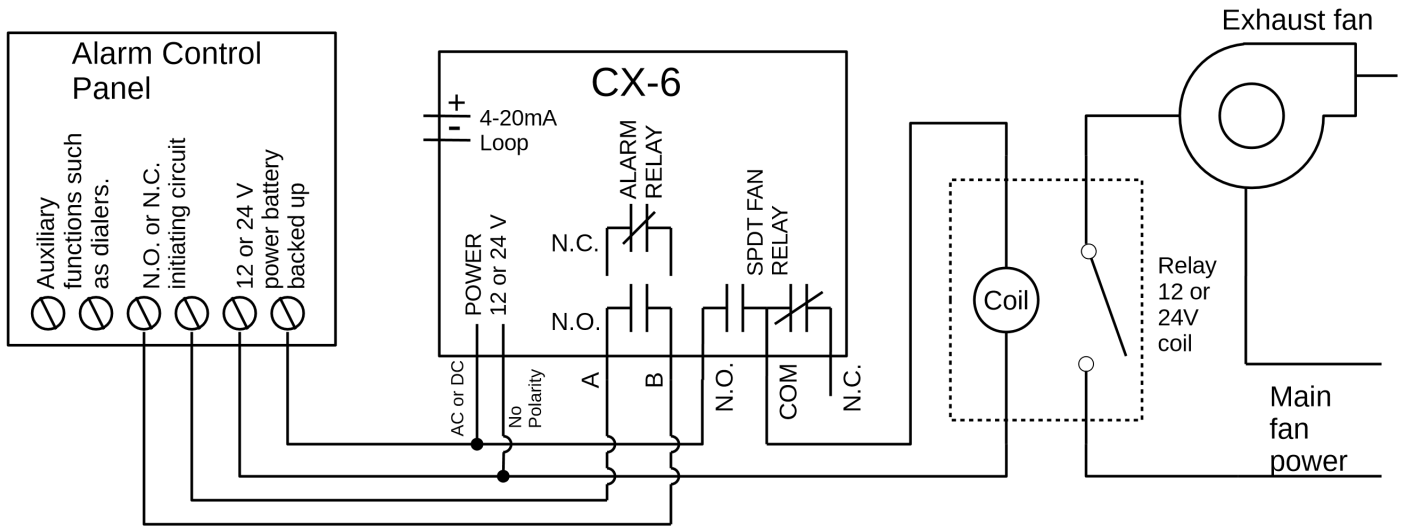 Exhaust fan
Alarm Control
Panel
CX-6
+
-
4-20mA
Loop
ALARM
RELAY
Auxiliary
functions such
as dialers.
N.O. or N.C.
initiating circuit
12 or 24 V
power battery
backed up
POWER
12 or 24 V
N.C.
N.O.
SPDT FAN
RELAY
Coil
Relay
12 or
24V
coil
AC or DC
No
Polarity
A
B
N.O.
COM
N.C.
Main
fan
power